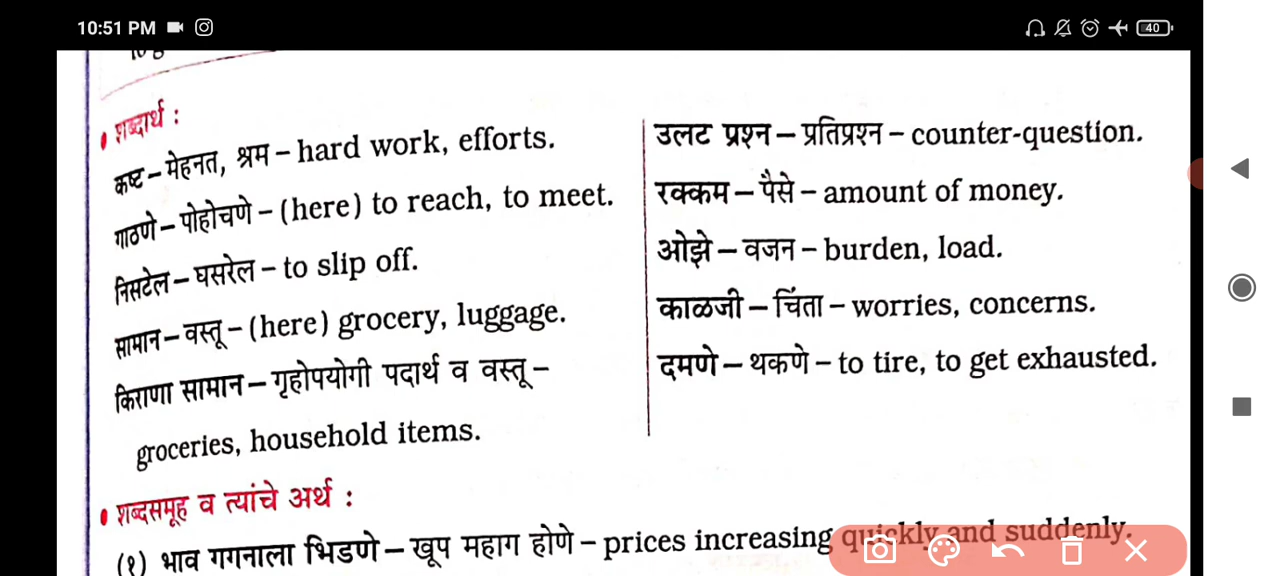 10:51 PM
40
• शब्दार्थ :
कष्ट – मेहनत, श्रम – hard work, efforts.
गाठणे – पोहोचणे – (here) to reach, to meet.
निसटेल – घसरेल – to slip off.
सामान – वस्तू – (here) grocery, luggage.
किराणा सामान – गृहोपयोगी पदार्थ व वस्तू –
groceries, household items.
उलट प्रश्न – प्रतिप्रश्न – counter-question.
रक्कम – पैसे – amount of money.
ओझे – वजन – burden, load.
काळजी – चिंता – worries, concerns.
दमणे – थकणे – to tire, to get exhausted.
• शब्दसमूह व त्यांचे अर्थ :
(१) भाव गगनाला भिडणे – खूप महाग होणे – prices increasing quickly and suddenly.